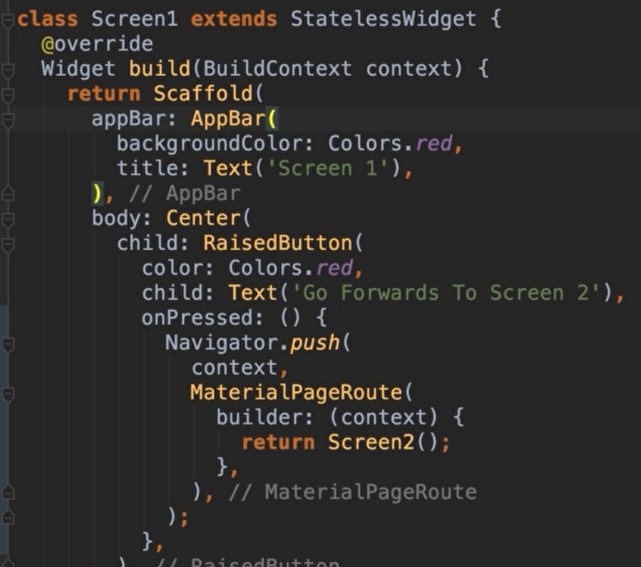 class Screen1 extends StatelessWidget {
  @override
  Widget build(BuildContext context) {
    return Scaffold(
      appBar: AppBar(
        backgroundColor: Colors.red,
        title: Text('Screen 1'),
      ), // AppBar
      body: Center(
        child: RaisedButton(
          color: Colors.red,
          child: Text('Go Forwards To Screen 2'),
          onPressed: () {
            Navigator.push(
              context,
              MaterialPageRoute(
                builder: (context) {
                  return Screen2();
                },
              ), // MaterialPageRoute
            );
          },
        ) // RaisedButton